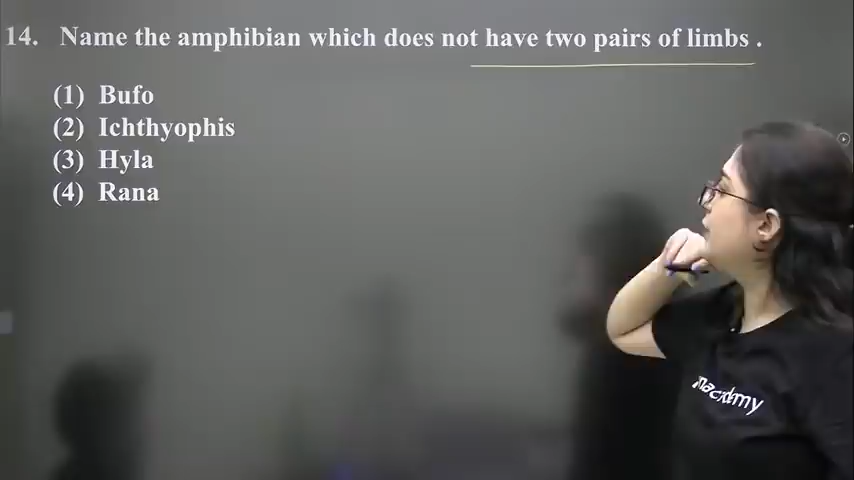 14. Name the amphibian which does not have two pairs of limbs .
(1) Bufo
(2) Ichthyophis
(3) Hyla
(4) Rana